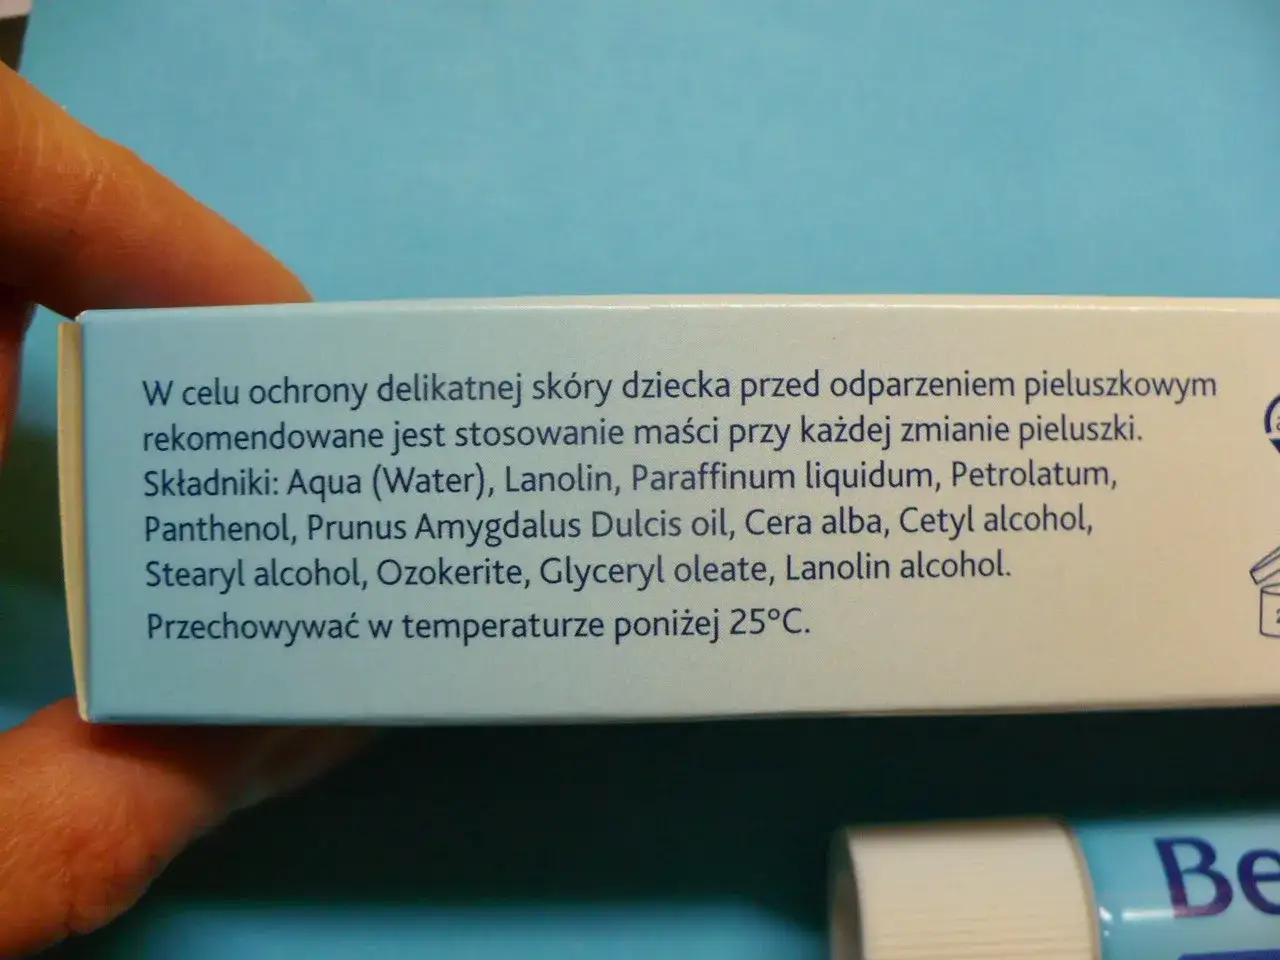 W celu ochrony delikatnej skóry dziecka przed odparzeniem pieluszkowym
rekomendowane jest stosowanie maści przy każdej zmianie pieluszki.
Składniki: Aqua (Water), Lanolin, Paraffinum liquidum, Petrolatum,
Panthenol, Prunus Amygdalus Dulcis oil, Cera alba, Cetyl alcohol,
Stearyl alcohol, Ozokerite, Glyceryl oleate, Lanolin alcohol.
Przechowywać w temperaturze poniżej 25°C.
Be